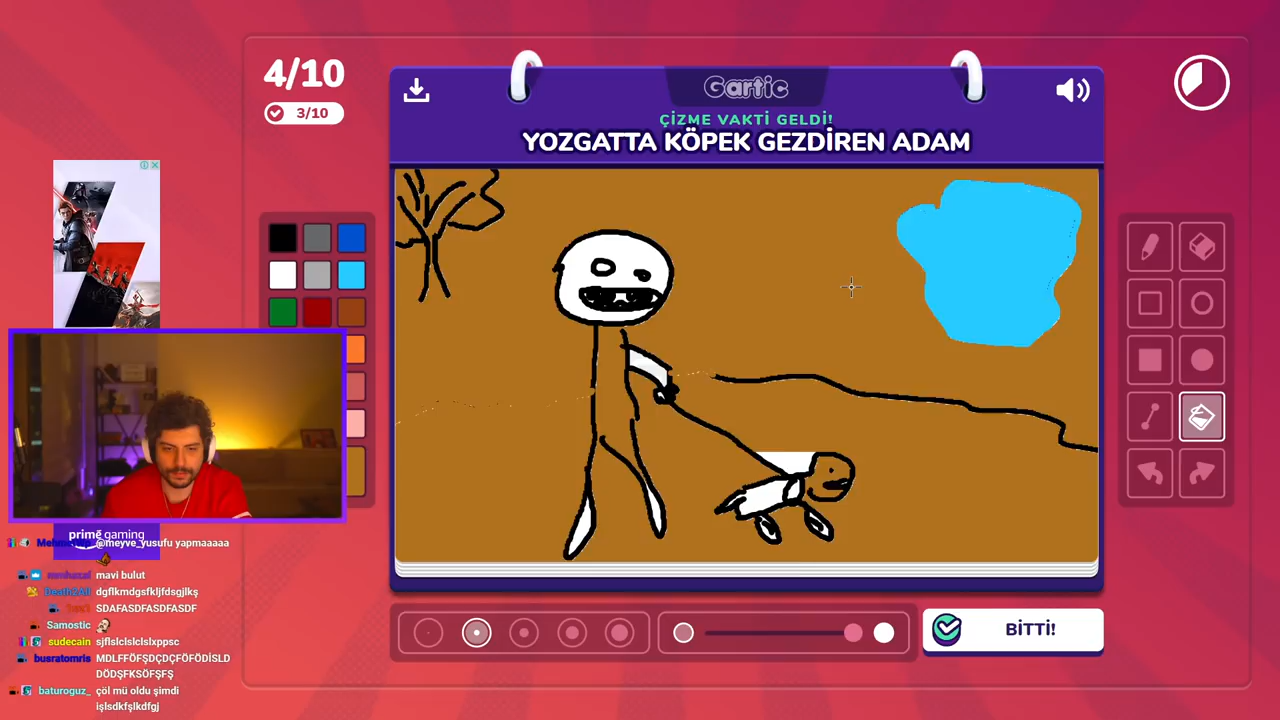 4/10
3/10
Gartic
ÇİZME VAKTİ GELDİ!
YOZGATTA KÖPEK GEZDİREN ADAM
prime gaming
@meyve_yusufu yapmaaaaa
mavi bulut
Death2All dgflkmdgsfkljfdsgjlkş
SDAFASDFASDFASDF
Samostic
sudecain sjflslclslclslxppsc
busratomris MDLFFÖFŞDÇDÇFÖFÖDİSLD
DÖDŞFKSÖFŞFŞ
baturoguz_ çöl mü oldu şimdi
işlsdkfşlkdfgj
BİTTİ!